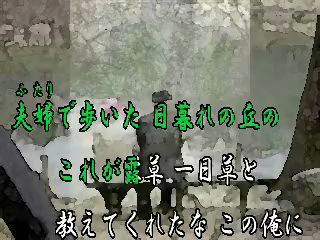 ふたり
夫婦で歩いた 日暮れの丘の
これが露草 一目草と
教えてくれたな この俺に